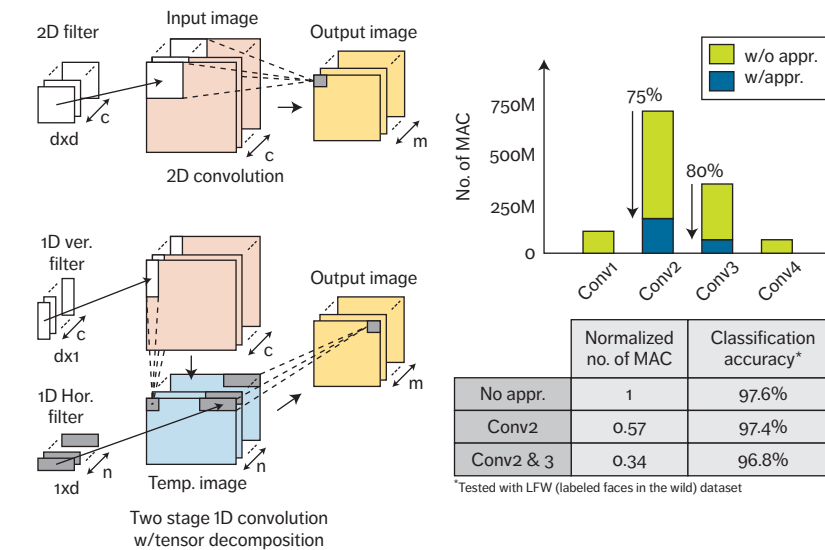 2D filter
Input image
Output image
c
dxd
c
m
2D convolution
1D ver.
filter
c
dx1
c
Output image
m
1D Hor.
filter
n
1xd
n
Temp. image
Two stage 1D convolution
w/tensor decomposition
w/o appr.
w/appr.
No. of MAC
750M
500M
250M
0
75%
80%
Conv1
Conv2
Conv3
Conv4
Normalized no. of MAC
Classification accuracy*
No appr.
1
97.6%
Conv2
0.57
97.4%
Conv2 & 3
0.34
96.8%
*Tested with LFW (labeled faces in the wild) dataset